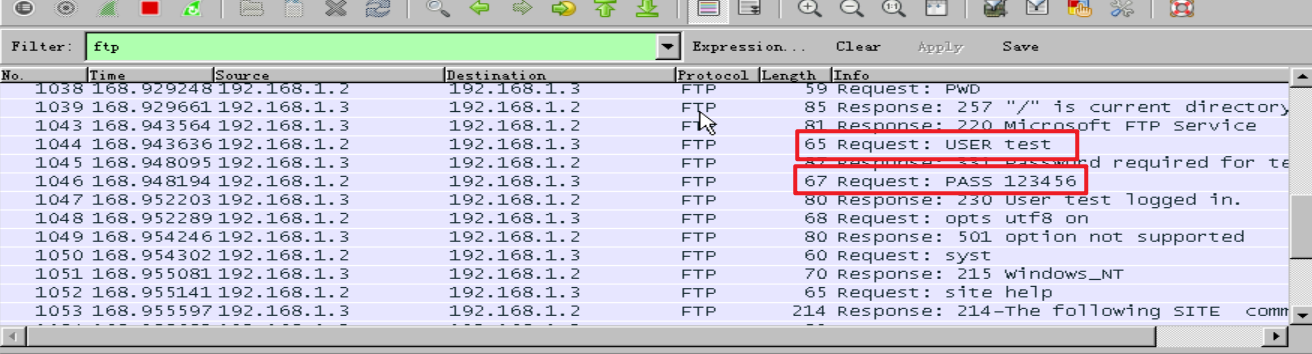 Filter: ftp Expression... Clear Apply Save
No. Time Source Destination Protocol Length Info
1038 168.929248 192.168.1.2 192.168.1.3 FTP 59 Request: PWD
1039 168.929661 192.168.1.3 192.168.1.2 FTP 85 Response: 257 "/" is current directory
1043 168.943564 192.168.1.3 192.168.1.2 FTP 81 Response: 220 Microsoft FTP Service
1044 168.943636 192.168.1.2 192.168.1.3 FTP 65 Request: USER test
1045 168.948095 192.168.1.3 192.168.1.2 FTP 82 Response: 331 Password required for te
1046 168.948194 192.168.1.2 192.168.1.3 FTP 67 Request: PASS 123456
1047 168.952203 192.168.1.3 192.168.1.2 FTP 80 Response: 230 User test logged in.
1048 168.952289 192.168.1.2 192.168.1.3 FTP 68 Request: opts utf8 on
1049 168.954246 192.168.1.3 192.168.1.2 FTP 80 Response: 501 option not supported
1050 168.954302 192.168.1.2 192.168.1.3 FTP 60 Request: syst
1051 168.955081 192.168.1.3 192.168.1.2 FTP 70 Response: 215 Windows_NT
1052 168.955141 192.168.1.2 192.168.1.3 FTP 65 Request: site help
1053 168.955597 192.168.1.3 192.168.1.2 FTP 214 Response: 214-The following SITE comm